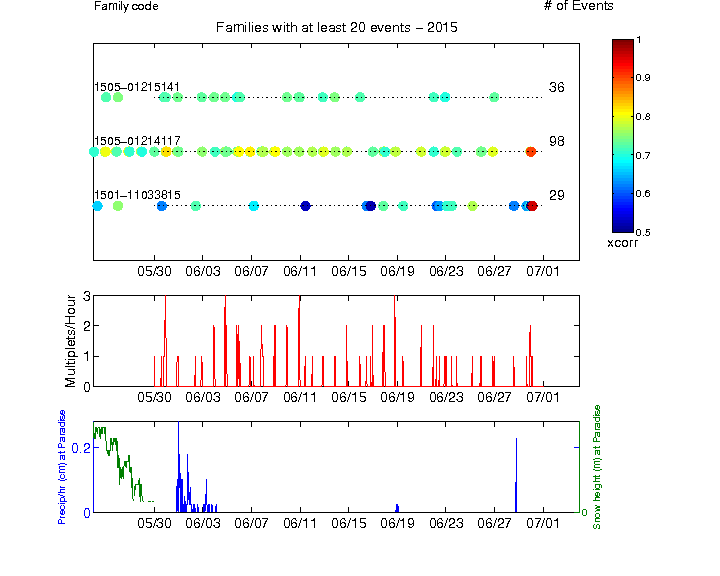 Family code
# of Events
Families with at least 20 events – 2015
1505–01215141
36
1505–01214117
98
1501–11033815
29
1
0.9
0.8
0.7
0.6
0.5
xcorr
05/30 06/03 06/07 06/11 06/15 06/19 06/23 06/27 07/01
Multiplets/Hour
3
2
1
0
05/30 06/03 06/07 06/11 06/15 06/19 06/23 06/27 07/01
Precip/hr (cm) at Paradise
0.2
0
Snow height (m) at Paradise
0
05/30 06/03 06/07 06/11 06/15 06/19 06/23 06/27 07/01